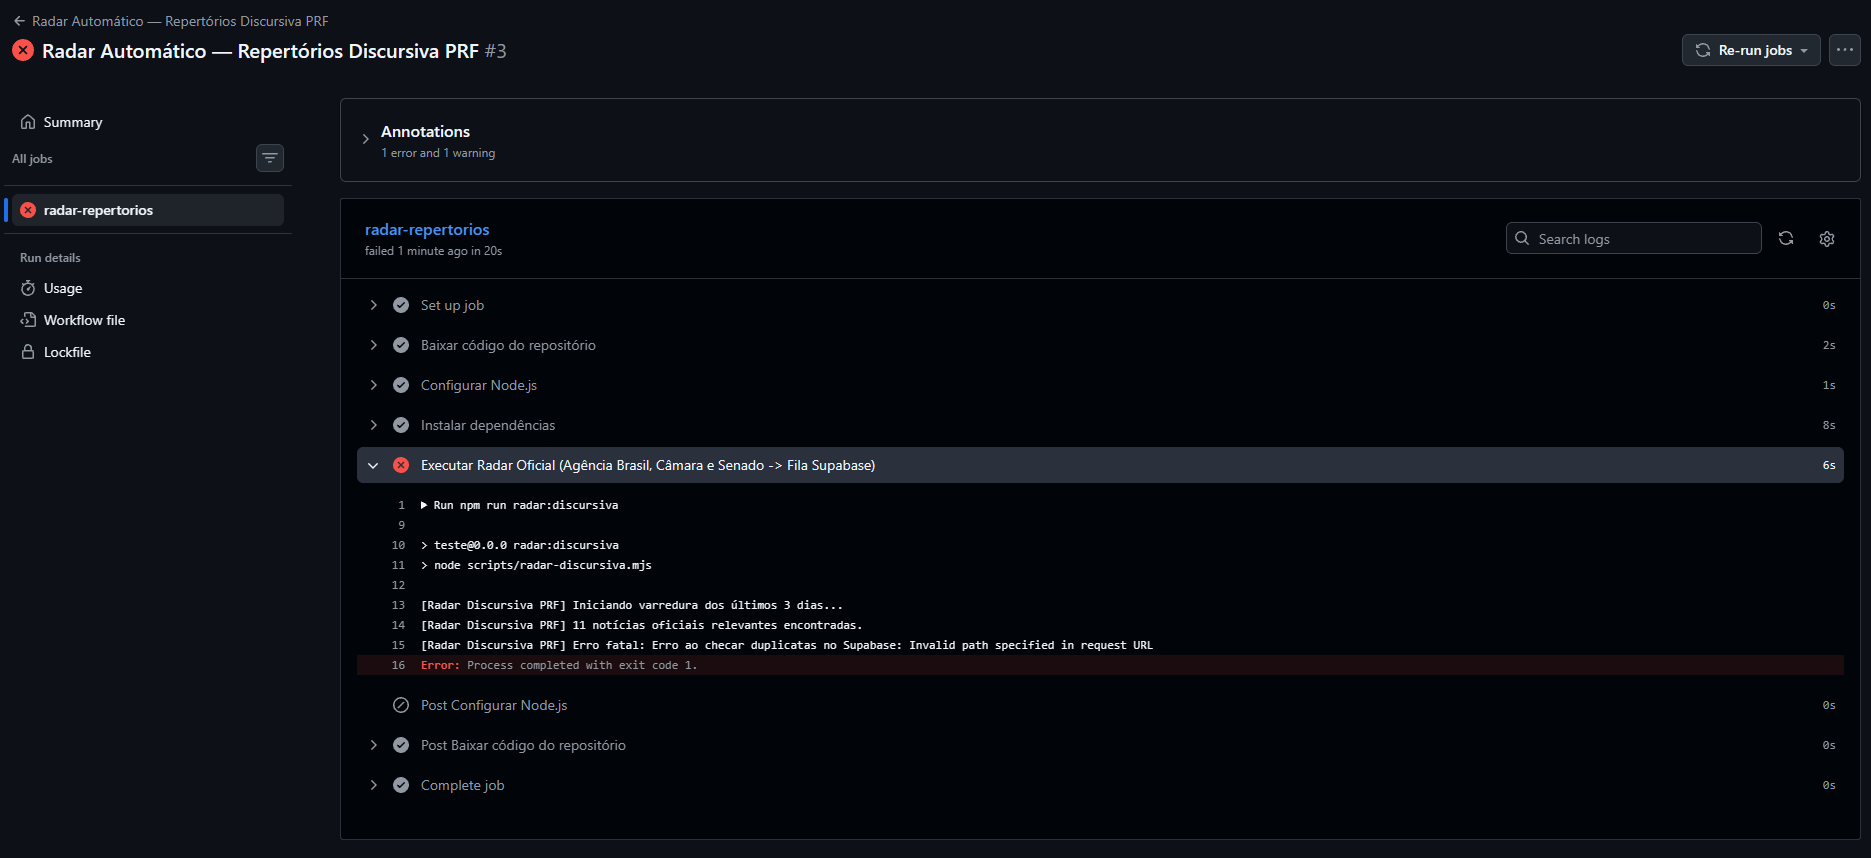 Radar Automático — Repertórios Discursiva PRF
Radar Automático — Repertórios Discursiva PRF #3
Re-run jobs
Summary
All jobs
radar-repertorios
Run details
Usage
Workflow file
Lockfile
Annotations
1 error and 1 warning
radar-repertorios
failed 1 minute ago in 20s
Search logs
Set up job 0s
Baixar código do repositório 2s
Configurar Node.js 1s
Instalar dependências 8s
Executar Radar Oficial (Agência Brasil, Câmara e Senado -> Fila Supabase) 6s
1 Run npm run radar:discursiva
9
10 > teste@0.0.0 radar:discursiva
11 > node scripts/radar-discursiva.mjs
12
13 [Radar Discursiva PRF] Iniciando varredura dos últimos 3 dias...
14 [Radar Discursiva PRF] 11 notícias oficiais relevantes encontradas.
15 [Radar Discursiva PRF] Erro fatal: Erro ao checar duplicatas no Supabase: Invalid path specified in request URL
16 Error: Process completed with exit code 1.
Post Configurar Node.js 0s
Post Baixar código do repositório 0s
Complete job 0s